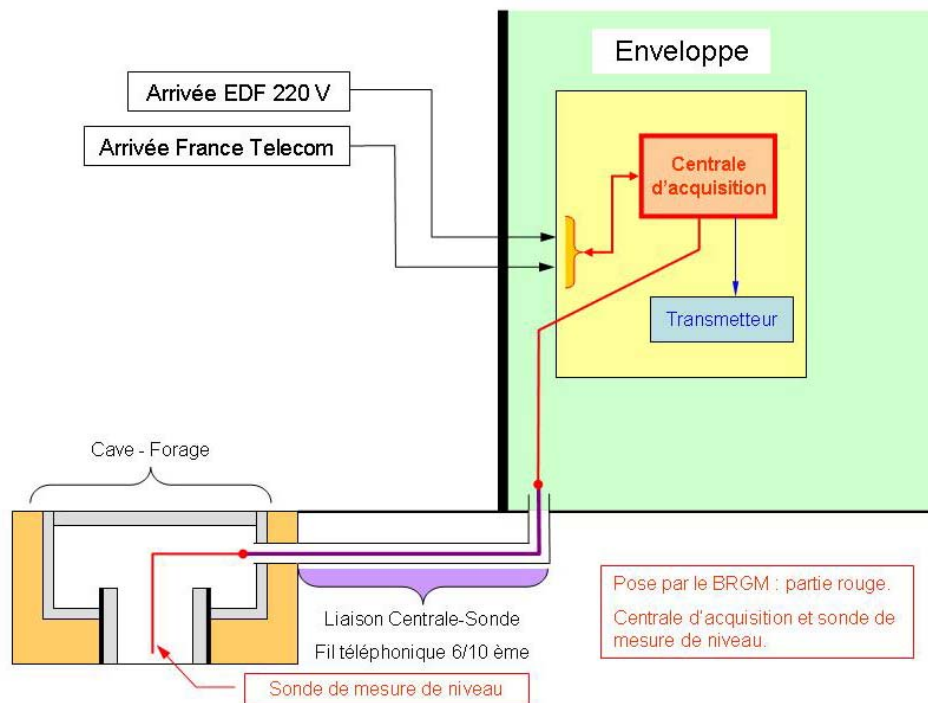 Enveloppe
Arrivée EDF 220 V
Arrivée France Telecom
Centrale
d'acquisition
Transmetteur
Cave - Forage
Liaison Centrale-Sonde
Fil téléphonique 6/10 ème
Sonde de mesure de niveau
Pose par le BRGM : partie rouge.
Centrale d'acquisition et sonde de
mesure de niveau.